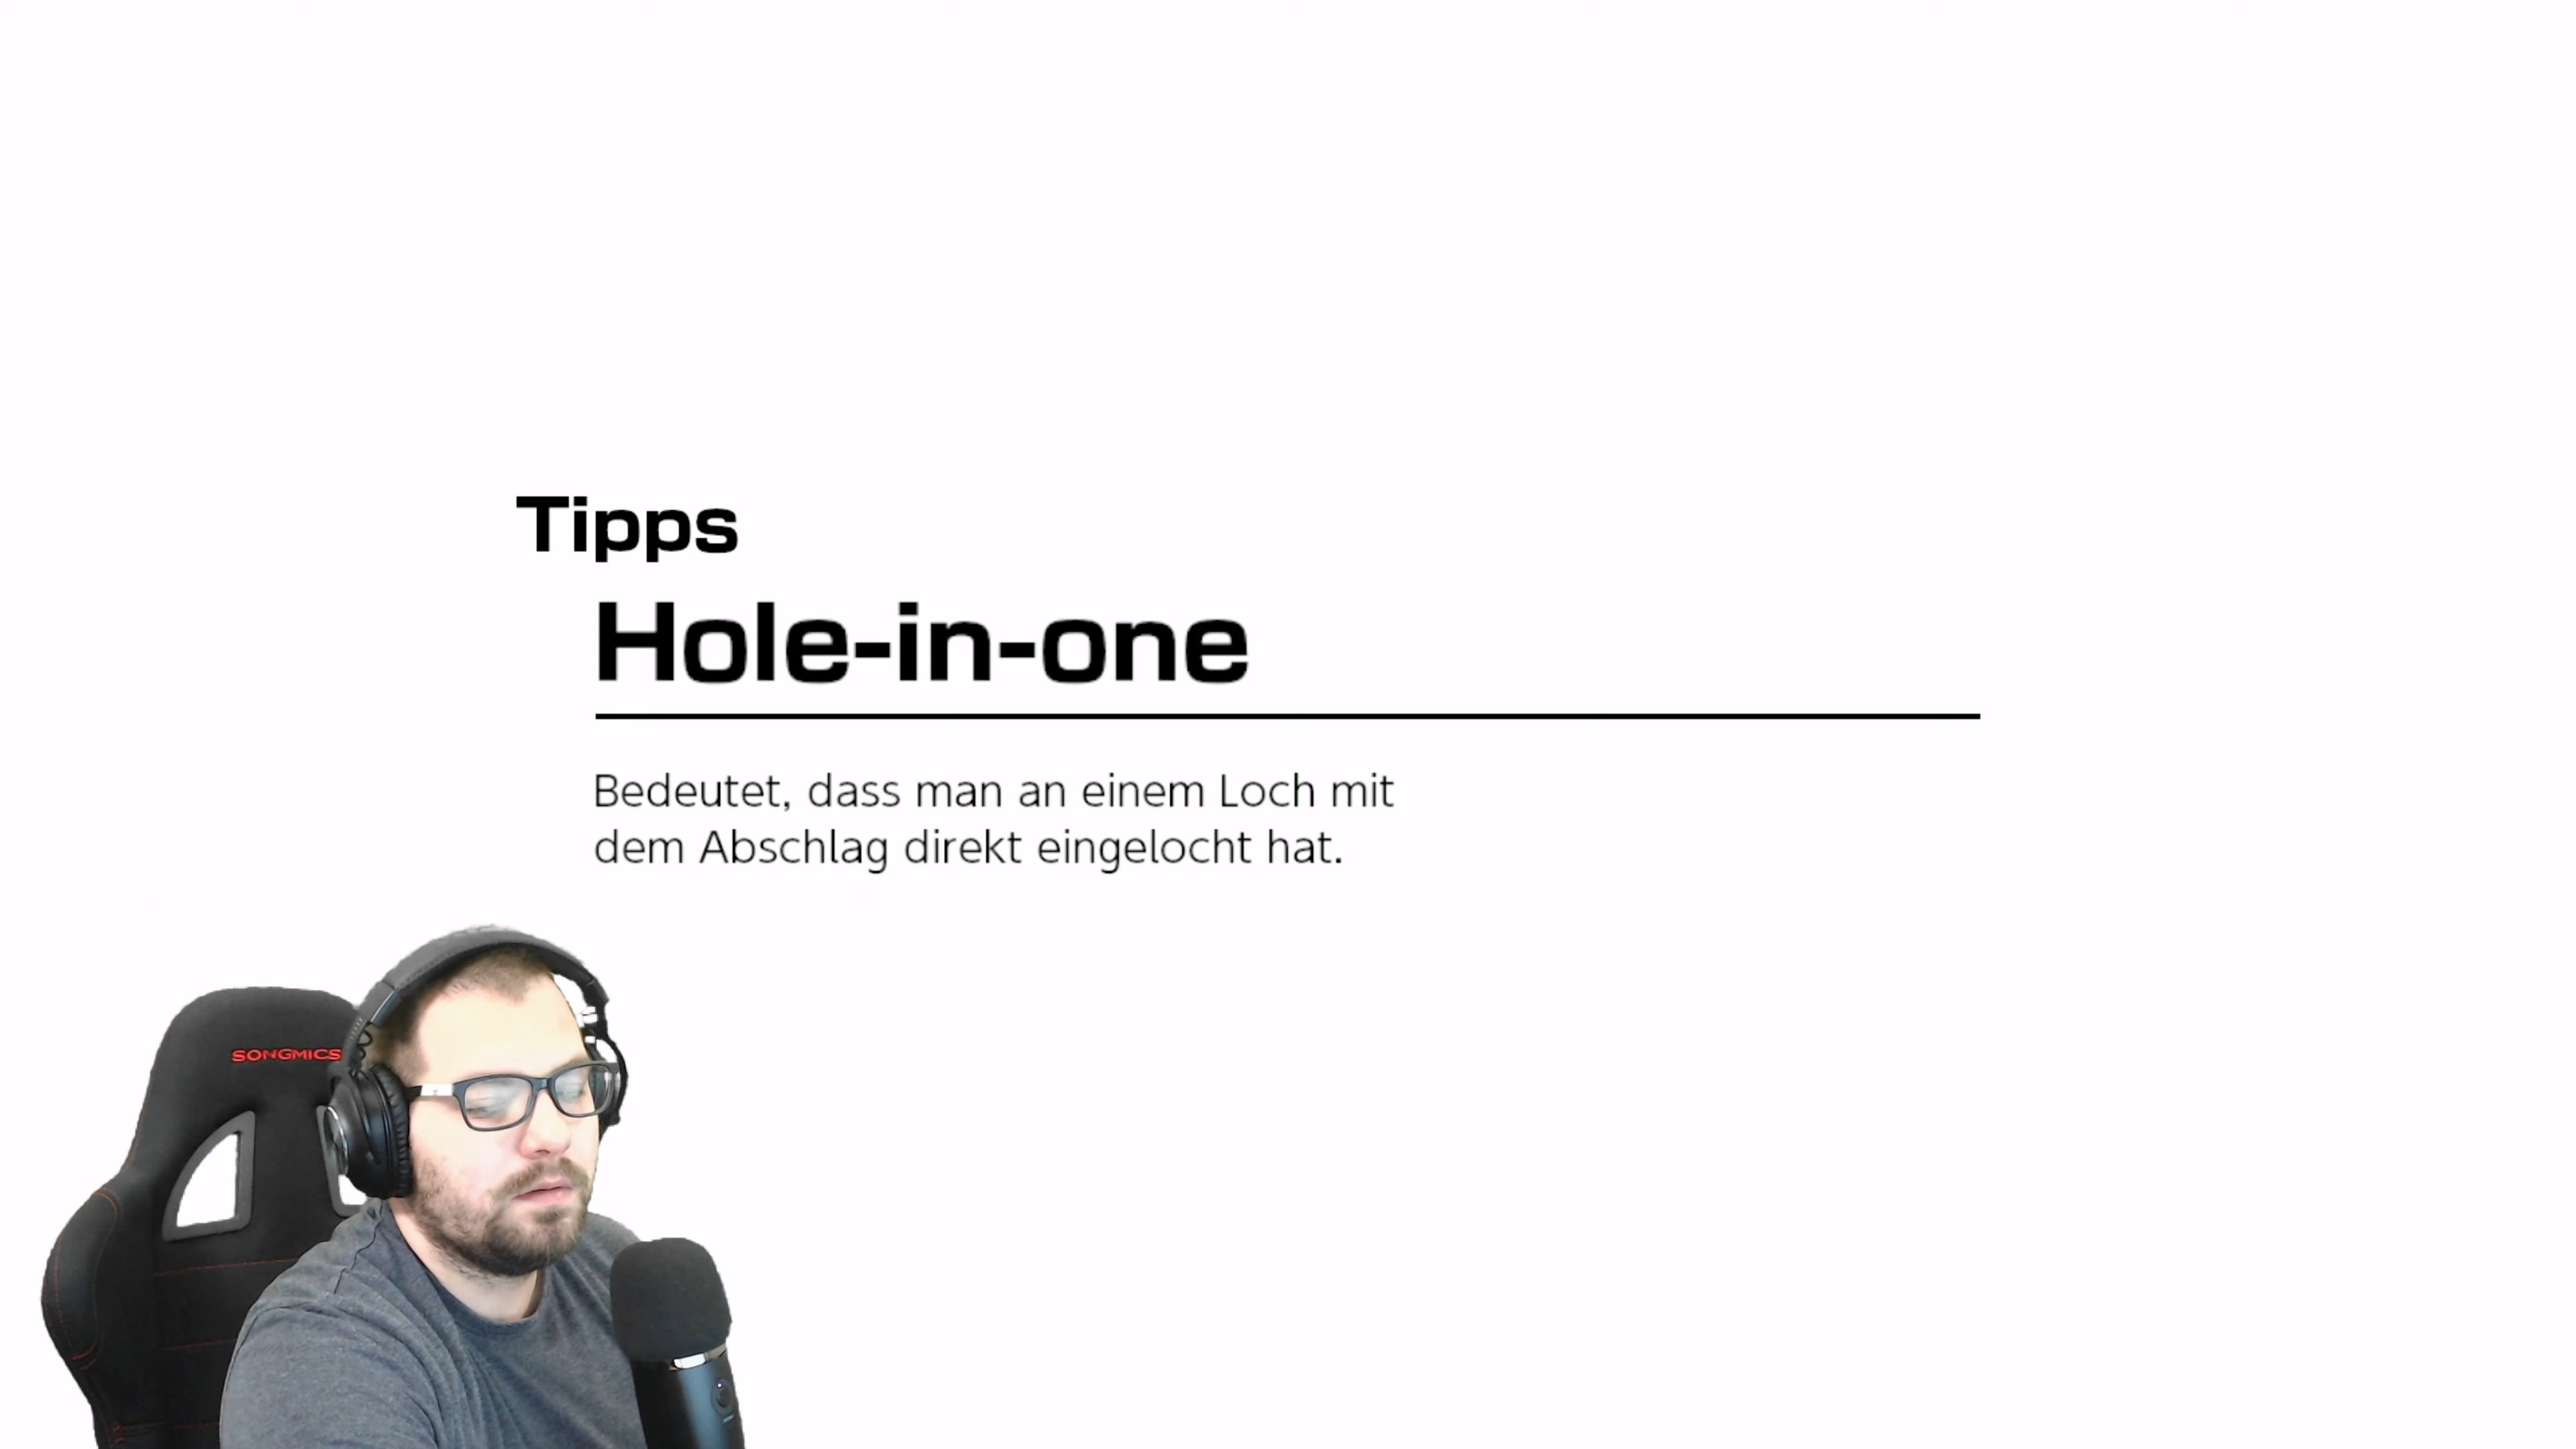 Tipps
Hole-in-one
Bedeutet, dass man an einem Loch mit
dem Abschlag direkt eingelocht hat.
SONGMICS